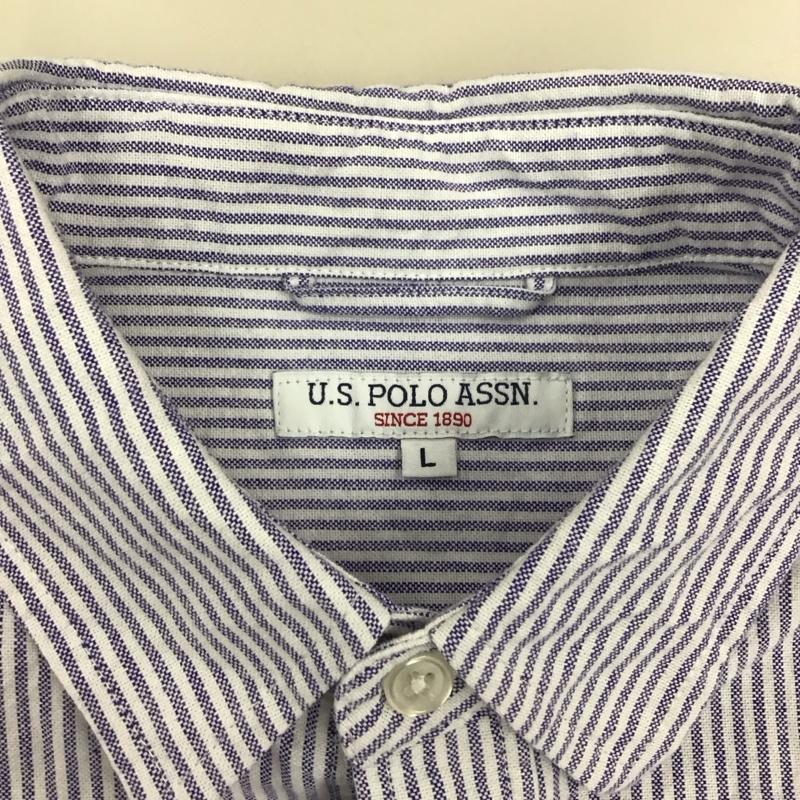 U.S. POLO ASSN.
SINCE 1890
L